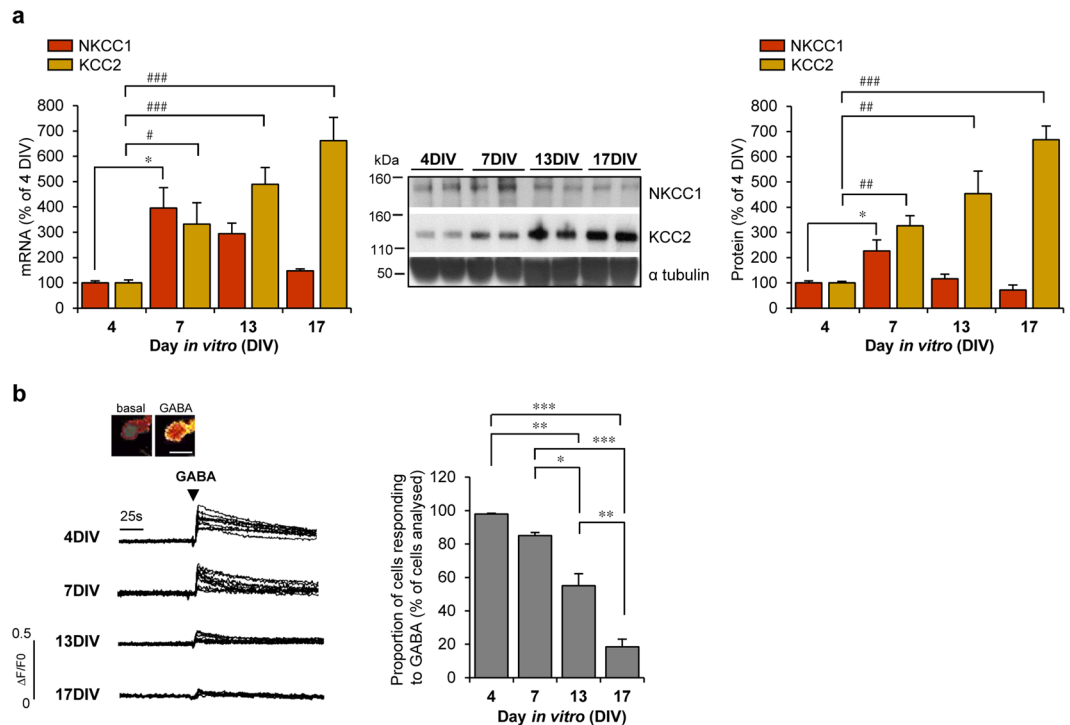 a
NKCC1
KCC2
###
###
#
*
800
700
600
500
400
300
200
100
0
mRNA (% of 4 DIV)
4 7 13 17
Day in vitro (DIV)
kDa
4DIV 7DIV 13DIV 17DIV
160
NKCC1
160
KCC2
110
50
α tubulin
NKCC1
KCC2
###
##
##
*
800
700
600
500
400
300
200
100
0
Protein (% of 4 DIV)
4 7 13 17
Day in vitro (DIV)
b
basal GABA
GABA
25s
4DIV
7DIV
13DIV
17DIV
0.5
ΔF/F0
0
***
**
***
*
**
120
100
80
60
40
20
0
Proportion of cells responding
to GABA (% of cells analysed)
4 7 13 17
Day in vitro (DIV)